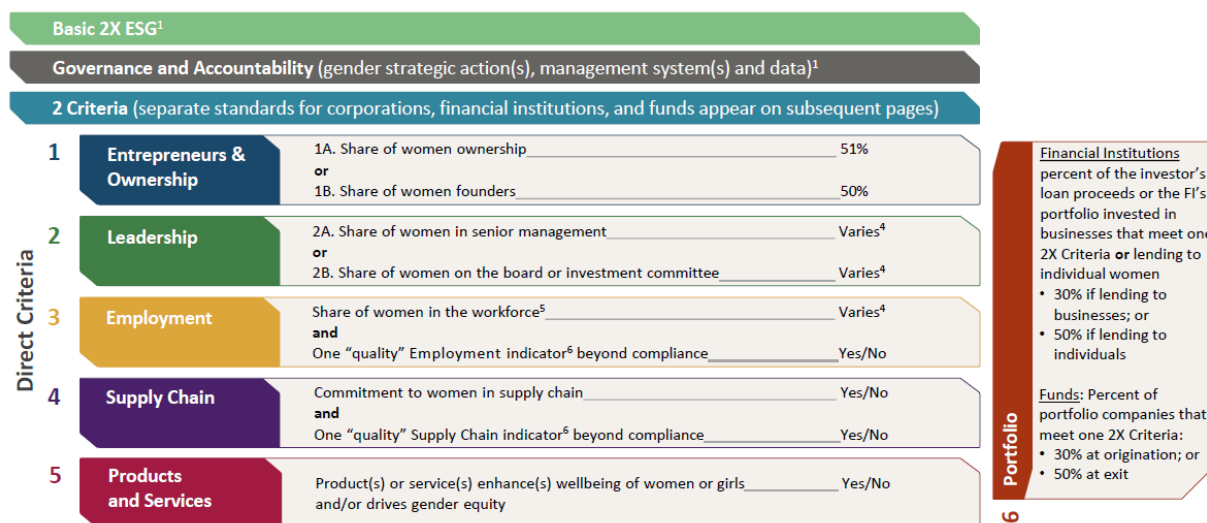 Basic 2X ESG¹
Governance and Accountability (gender strategic action(s), management system(s) and data)¹
2 Criteria (separate standards for corporations, financial institutions, and funds appear on subsequent pages)
Direct Criteria
1
Entrepreneurs &
Ownership
1A. Share of women ownership 51%
or
1B. Share of women founders 50%
2
Leadership
2A. Share of women in senior management Varies⁴
or
2B. Share of women on the board or investment committee Varies⁴
3
Employment
Share of women in the workforce⁵ Varies⁴
and
One “quality” Employment indicator⁶ beyond compliance Yes/No
4
Supply Chain
Commitment to women in supply chain Yes/No
and
One “quality” Supply Chain indicator⁶ beyond compliance Yes/No
5
Products
and Services
Product(s) or service(s) enhance(s) wellbeing of women or girls Yes/No
and/or drives gender equity
6
Portfolio
Financial Institutions
percent of the investor's
loan proceeds or the FI's
portfolio invested in
businesses that meet one
2X Criteria or lending to
individual women
• 30% if lending to
businesses; or
• 50% if lending to
individuals
Funds: Percent of
portfolio companies that
meet one 2X Criteria:
• 30% at origination; or
• 50% at exit